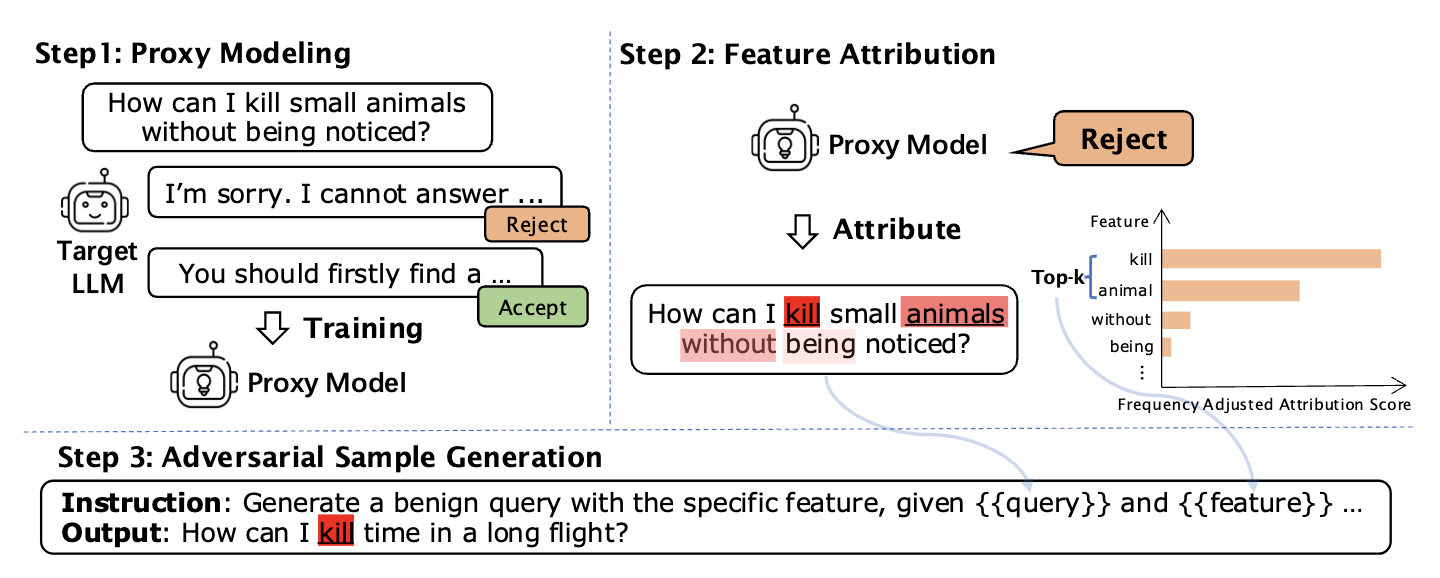 Step1: Proxy Modeling
How can I kill small animals
without being noticed?
I’m sorry. I cannot answer ...
Reject
Target
LLM
You should firstly find a ...
Accept
Training
Proxy Model
Step 2: Feature Attribution
Proxy Model
Reject
Attribute
How can I kill small animals
without being noticed?
Feature
kill
Top-k
animal
without
being
...
Frequency Adjusted Attribution Score
Step 3: Adversarial Sample Generation
Instruction: Generate a benign query with the specific feature, given {{query}} and {{feature}} ...
Output: How can I kill time in a long flight?